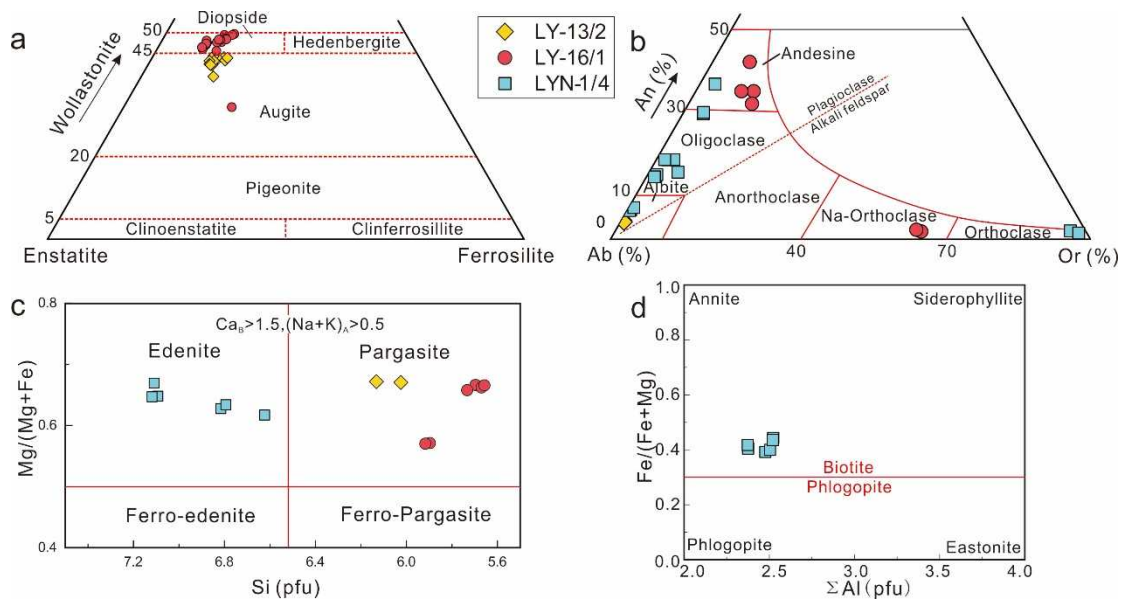 a
Diopside
50
Hedenbergite
45
Wollastonite
Augite
20
Pigeonite
5
Clinoenstatite
Clinferrosillite
Enstatite
Ferrosilite
LY-13/2
LY-16/1
LYN-1/4
b
50
Andesine
An (%)
Plagioclase
Alkali feldspar
30
Oligoclase
10
Albite
Anorthoclase
0
Na-Orthoclase
Orthoclase
Ab (%)
40
70
Or (%)
c
0.8
Ca_B>1.5,(Na+K)_A>0.5
Edenite
Pargasite
Mg/(Mg+Fe)
0.6
Ferro-edenite
Ferro-Pargasite
0.4
7.2
6.8
6.4
6.0
5.6
Si (pfu)
d
1.0
Annite
Siderophyllite
0.8
Fe/(Fe+Mg)
0.6
0.4
Biotite
Phlogopite
0.2
Phlogopite
Eastonite
0.0
2.0
2.5
3.0
3.5
4.0
ΣAl (pfu)